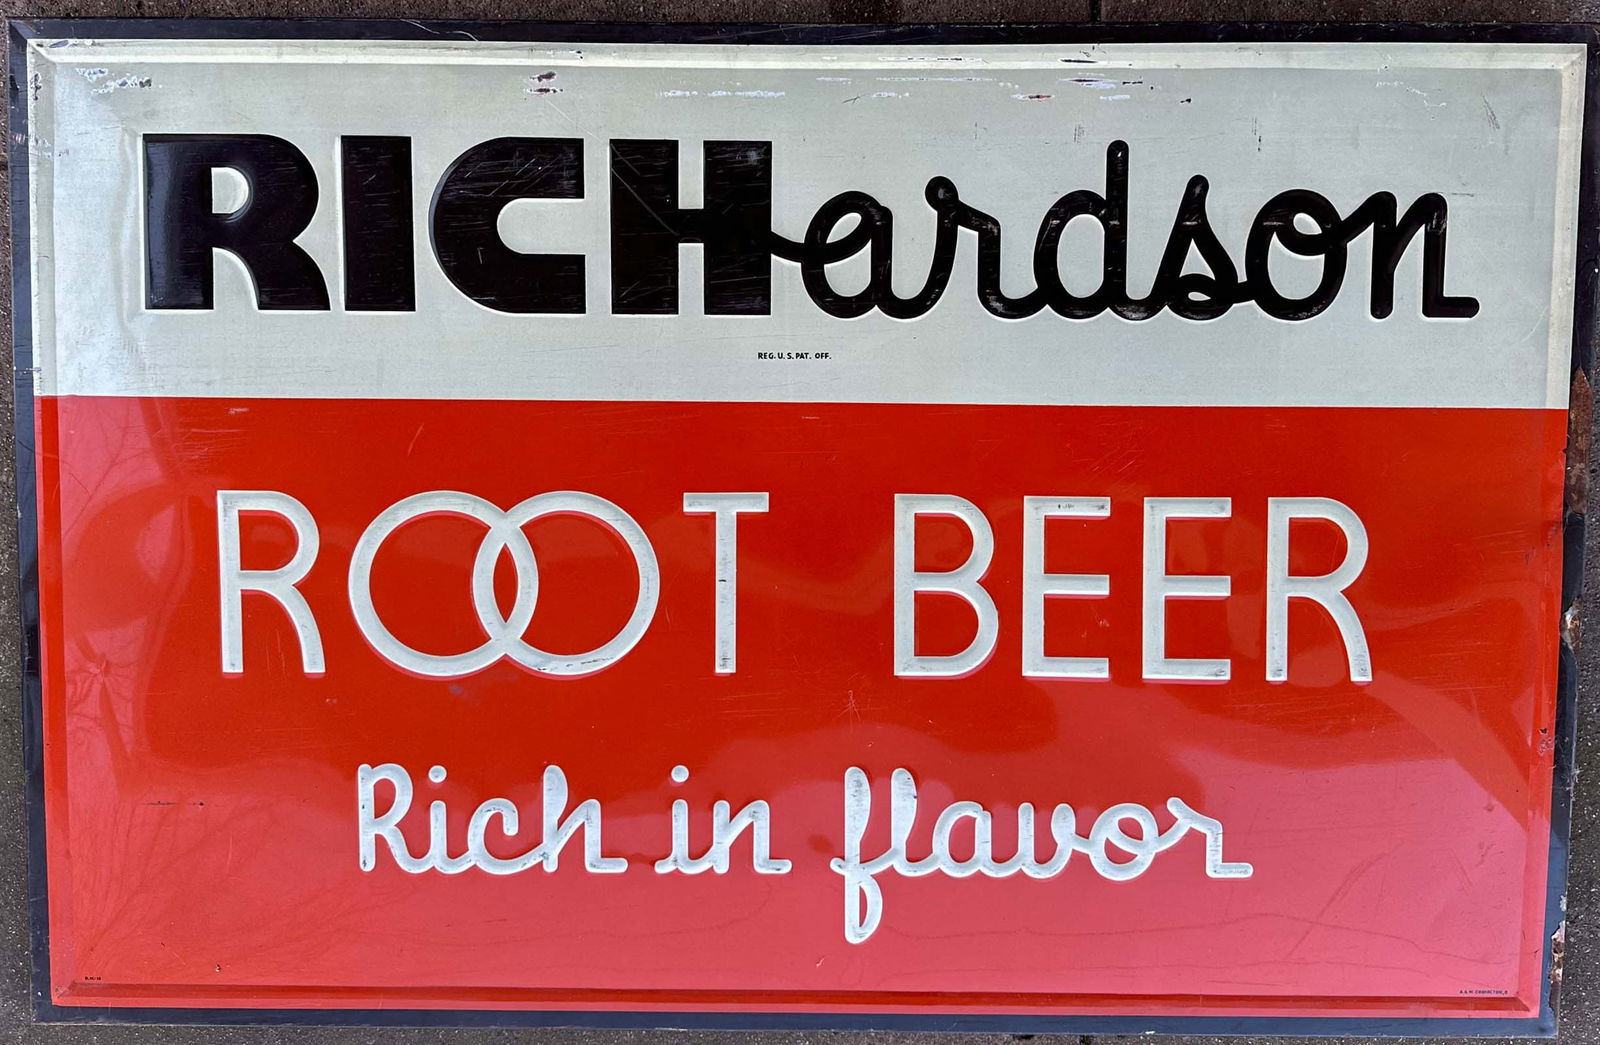 RICHardson
REG. U. S. PAT. OFF.
ROOT BEER
Rich in flavor